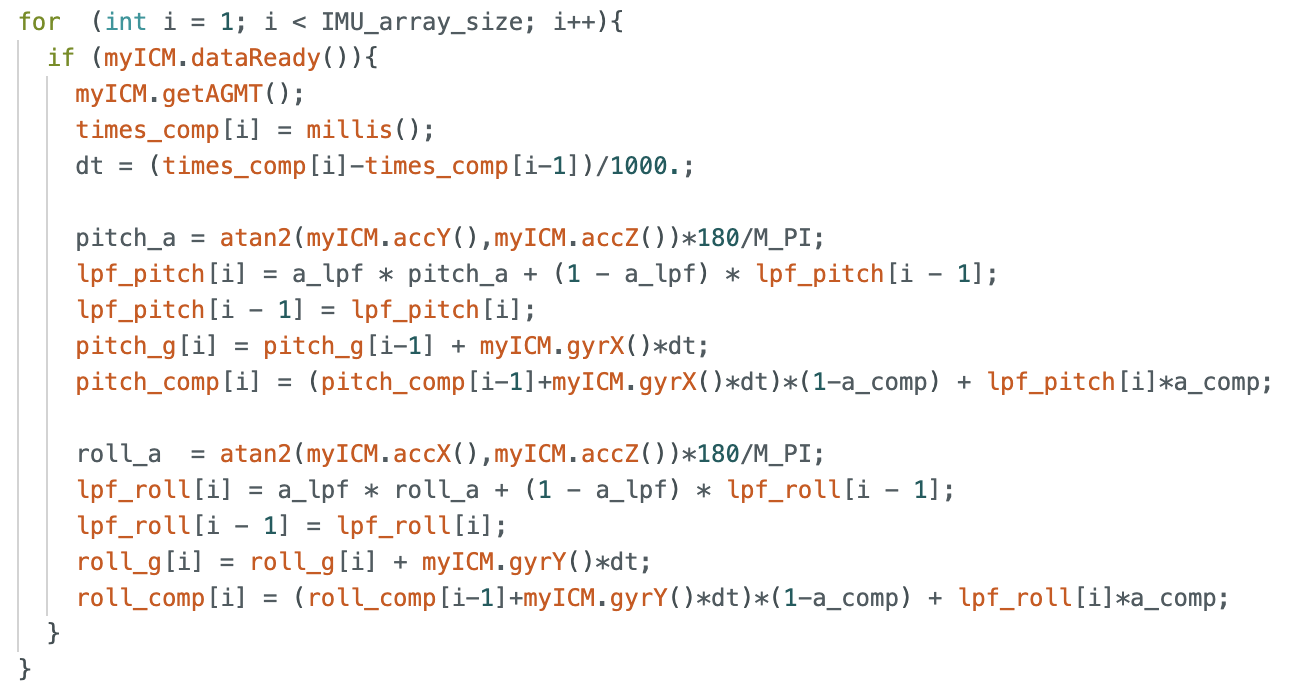 for  (int i = 1; i < IMU_array_size; i++){
if (myICM.dataReady()){
myICM.getAGMT();
times_comp[i] = millis();
dt = (times_comp[i]-times_comp[i-1])/1000.;
pitch_a = atan2(myICM.accY(),myICM.accZ())*180/M_PI;
lpf_pitch[i] = a_lpf * pitch_a + (1 - a_lpf) * lpf_pitch[i - 1];
lpf_pitch[i - 1] = lpf_pitch[i];
pitch_g[i] = pitch_g[i-1] + myICM.gyrX()*dt;
pitch_comp[i] = (pitch_comp[i-1]+myICM.gyrX()*dt)*(1-a_comp) + lpf_pitch[i]*a_comp;
roll_a  = atan2(myICM.accX(),myICM.accZ())*180/M_PI;
lpf_roll[i] = a_lpf * roll_a + (1 - a_lpf) * lpf_roll[i - 1];
lpf_roll[i - 1] = lpf_roll[i];
roll_g[i] = roll_g[i] + myICM.gyrY()*dt;
roll_comp[i] = (roll_comp[i-1]+myICM.gyrY()*dt)*(1-a_comp) + lpf_roll[i]*a_comp;
}
}